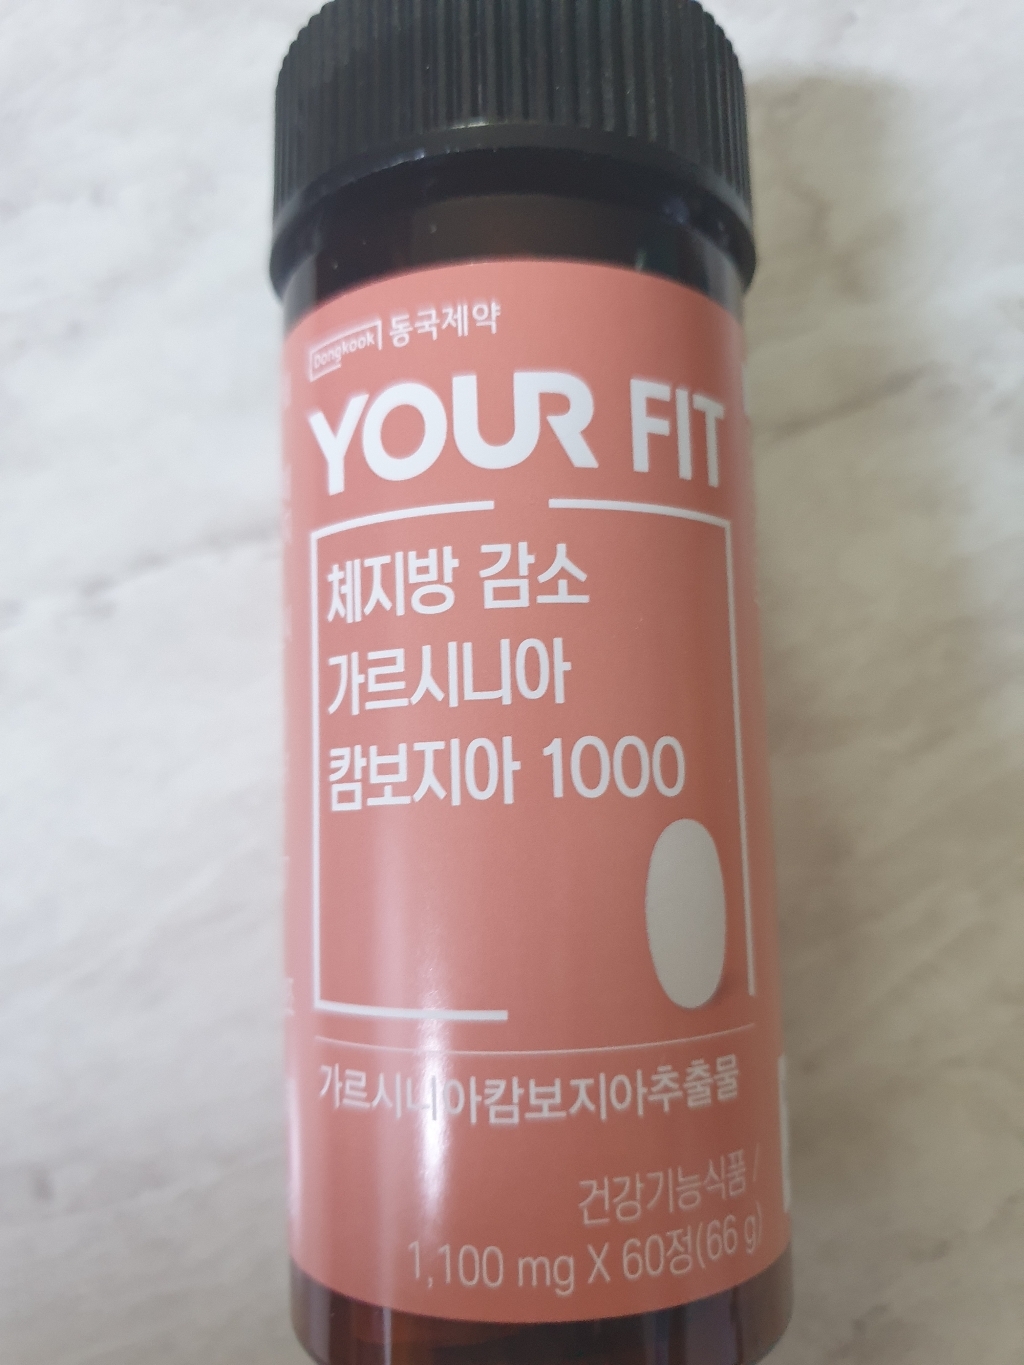 Dongkook 동국제약
YOUR FIT
체지방 감소
가르시니아
캄보지아 1000
가르시니아캄보지아추출물
건강기능식품 /
1,100 mg X 60정(66 g)